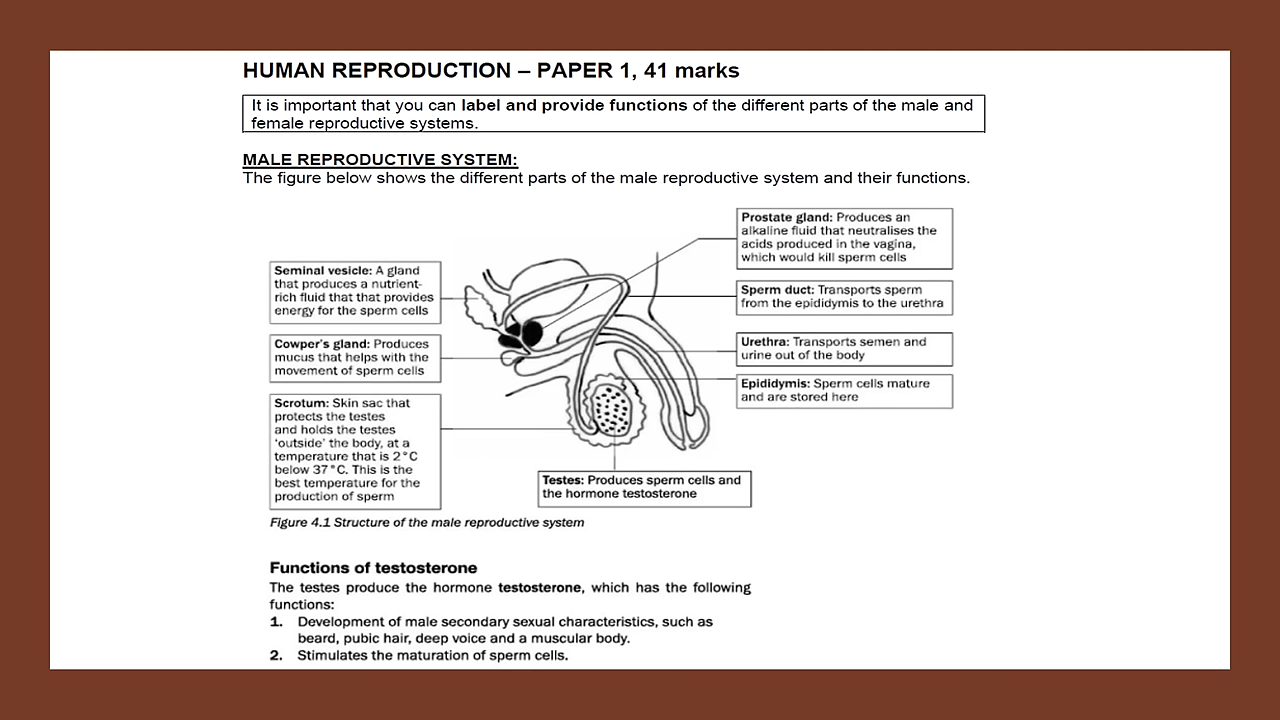 HUMAN REPRODUCTION – PAPER 1, 41 marks
It is important that you can label and provide functions of the different parts of the male and
female reproductive systems.
MALE REPRODUCTIVE SYSTEM:
The figure below shows the different parts of the male reproductive system and their functions.
Seminal vesicle: A gland
that produces a nutrient-
rich fluid that that provides
energy for the sperm cells
Cowper's gland: Produces
mucus that helps with the
movement of sperm cells
Scrotum: Skin sac that
protects the testes
and holds the testes
'outside' the body, at a
temperature that is 2°C
below 37°C. This is the
best temperature for the
production of sperm
Prostate gland: Produces an
alkaline fluid that neutralises the
acids produced in the vagina,
which would kill sperm cells
Sperm duct: Transports sperm
from the epididymis to the urethra
Urethra: Transports semen and
urine out of the body
Epididymis: Sperm cells mature
and are stored here
Testes: Produces sperm cells and
the hormone testosterone
Figure 4.1 Structure of the male reproductive system
Functions of testosterone
The testes produce the hormone testosterone, which has the following
functions:
1. Development of male secondary sexual characteristics, such as
beard, pubic hair, deep voice and a muscular body.
2. Stimulates the maturation of sperm cells.